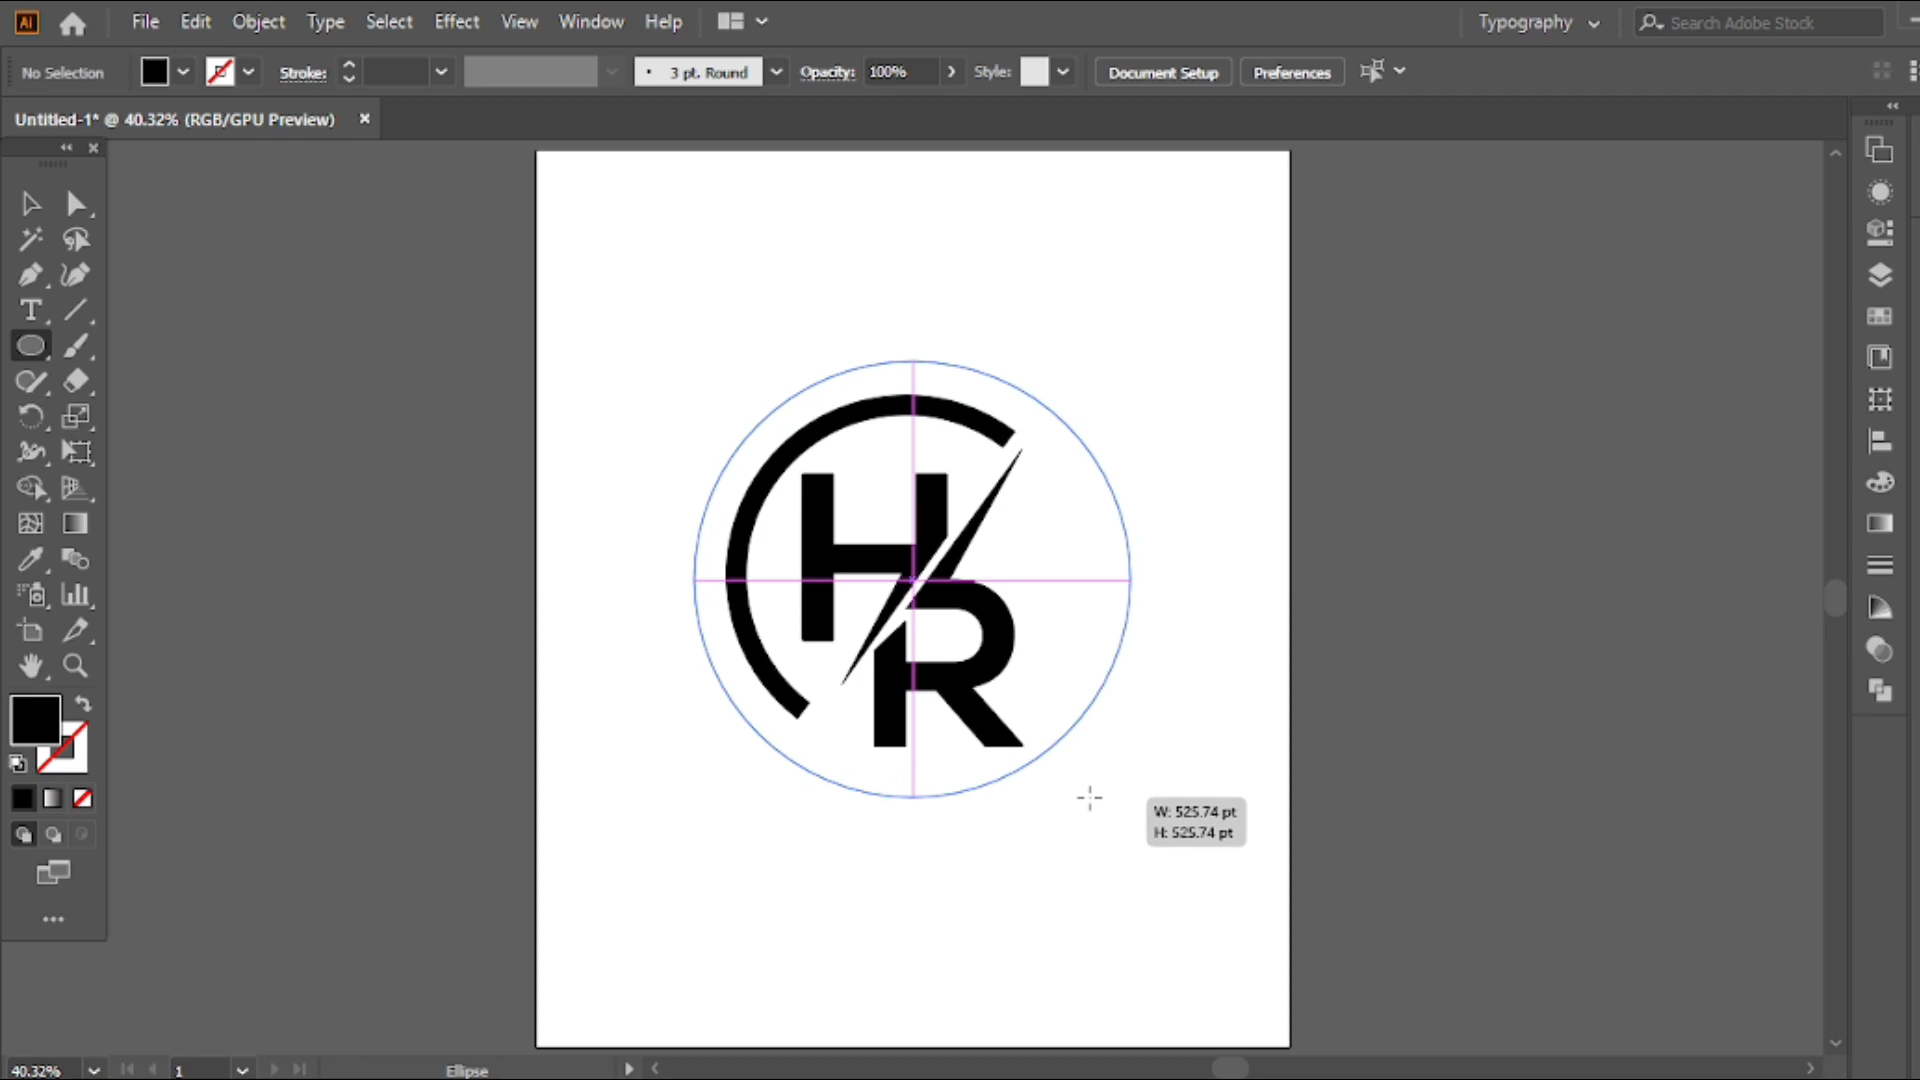 Ai File Edit Object Type Select Effect View Window Help Typography Search Adobe Stock
No Selection Stroke: 3 pt. Round Opacity: 100% Style: Document Setup Preferences
Untitled-1* @ 40.32% (RGB/GPU Preview)
HR
W: 525.74 pt
H: 525.74 pt
40.32% 1 Ellipse